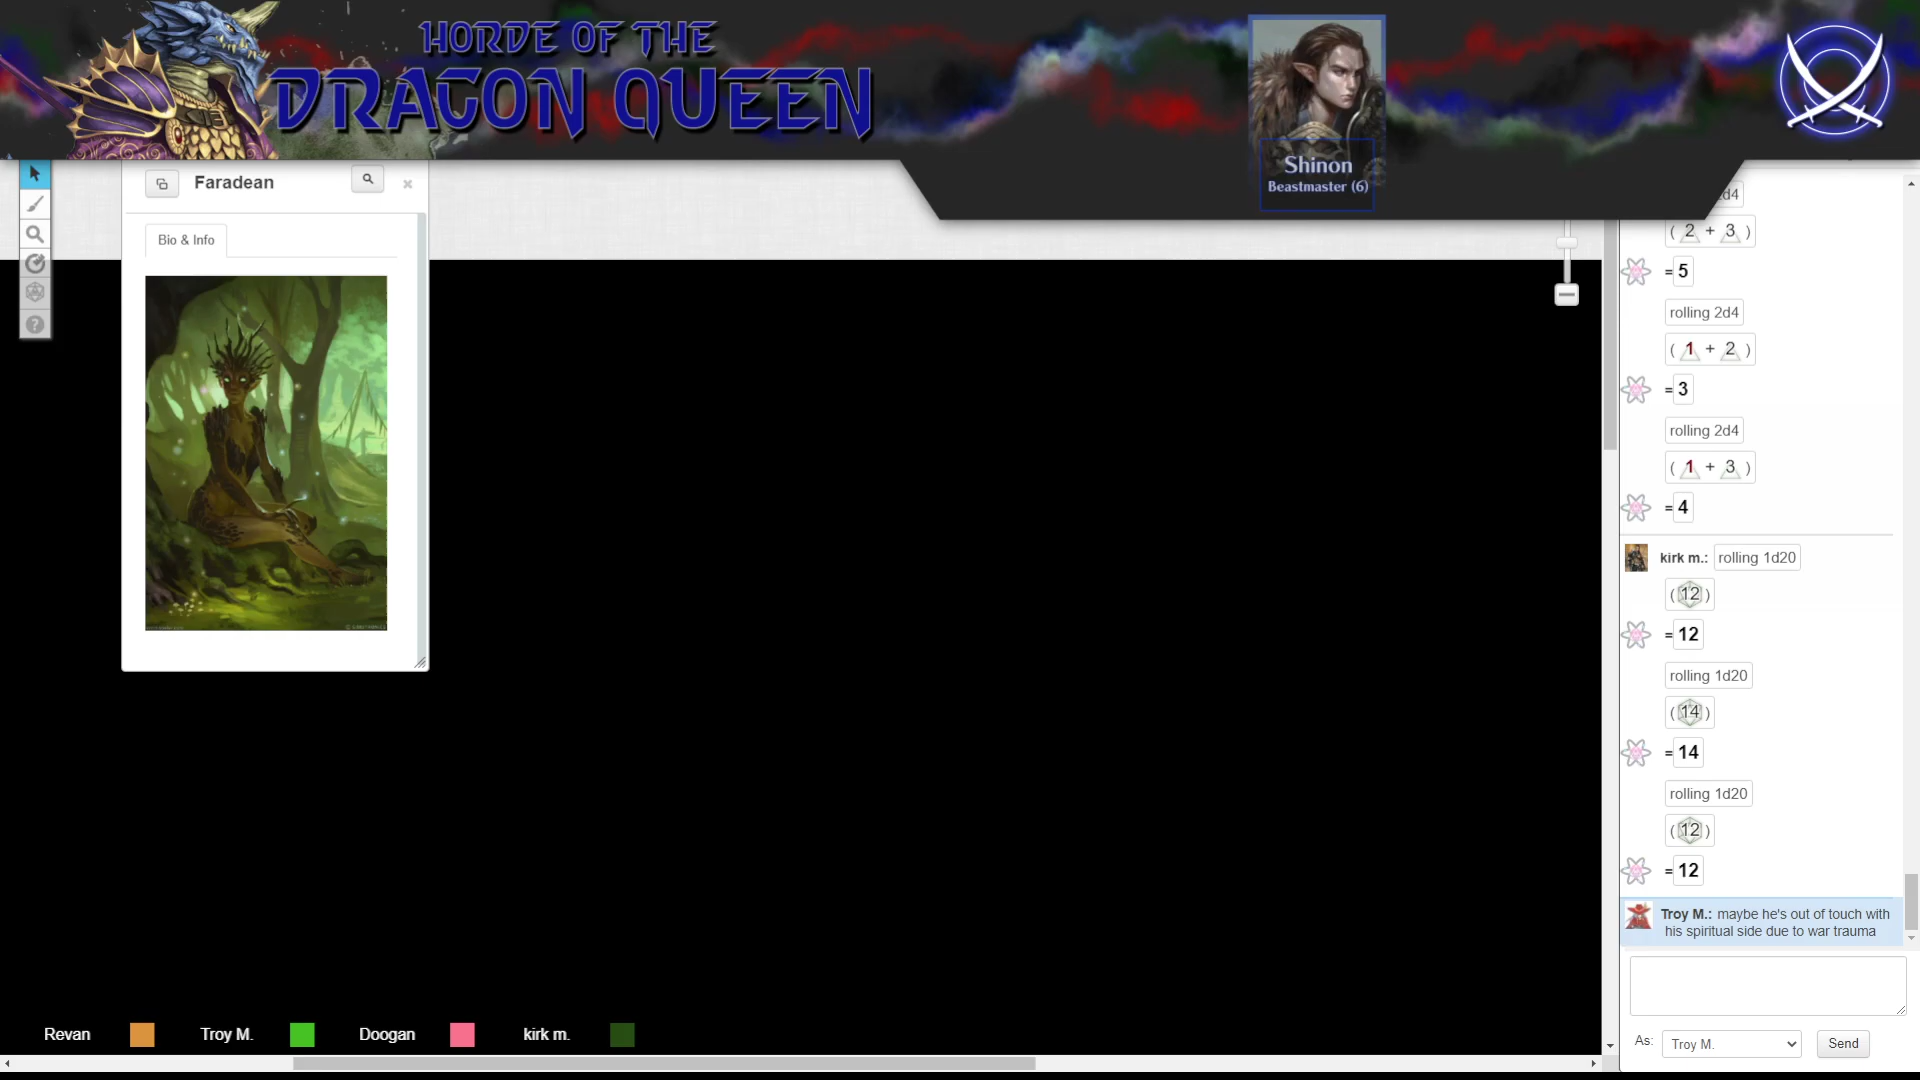 HORDE OF THE
DRAGON QUEEN
Shinon
Beastmaster (6)
Faradean
Bio & Info
d4
( 2 + 3 )
=5
rolling 2d4
( 1 + 2 )
=3
rolling 2d4
( 1 + 3 )
=4
kirk m.: rolling 1d20
(12)
=12
rolling 1d20
(14)
=14
rolling 1d20
(12)
=12
Troy M.: maybe he's out of touch with
his spiritual side due to war trauma
As: Troy M. Send
Revan Troy M. Doogan kirk m.